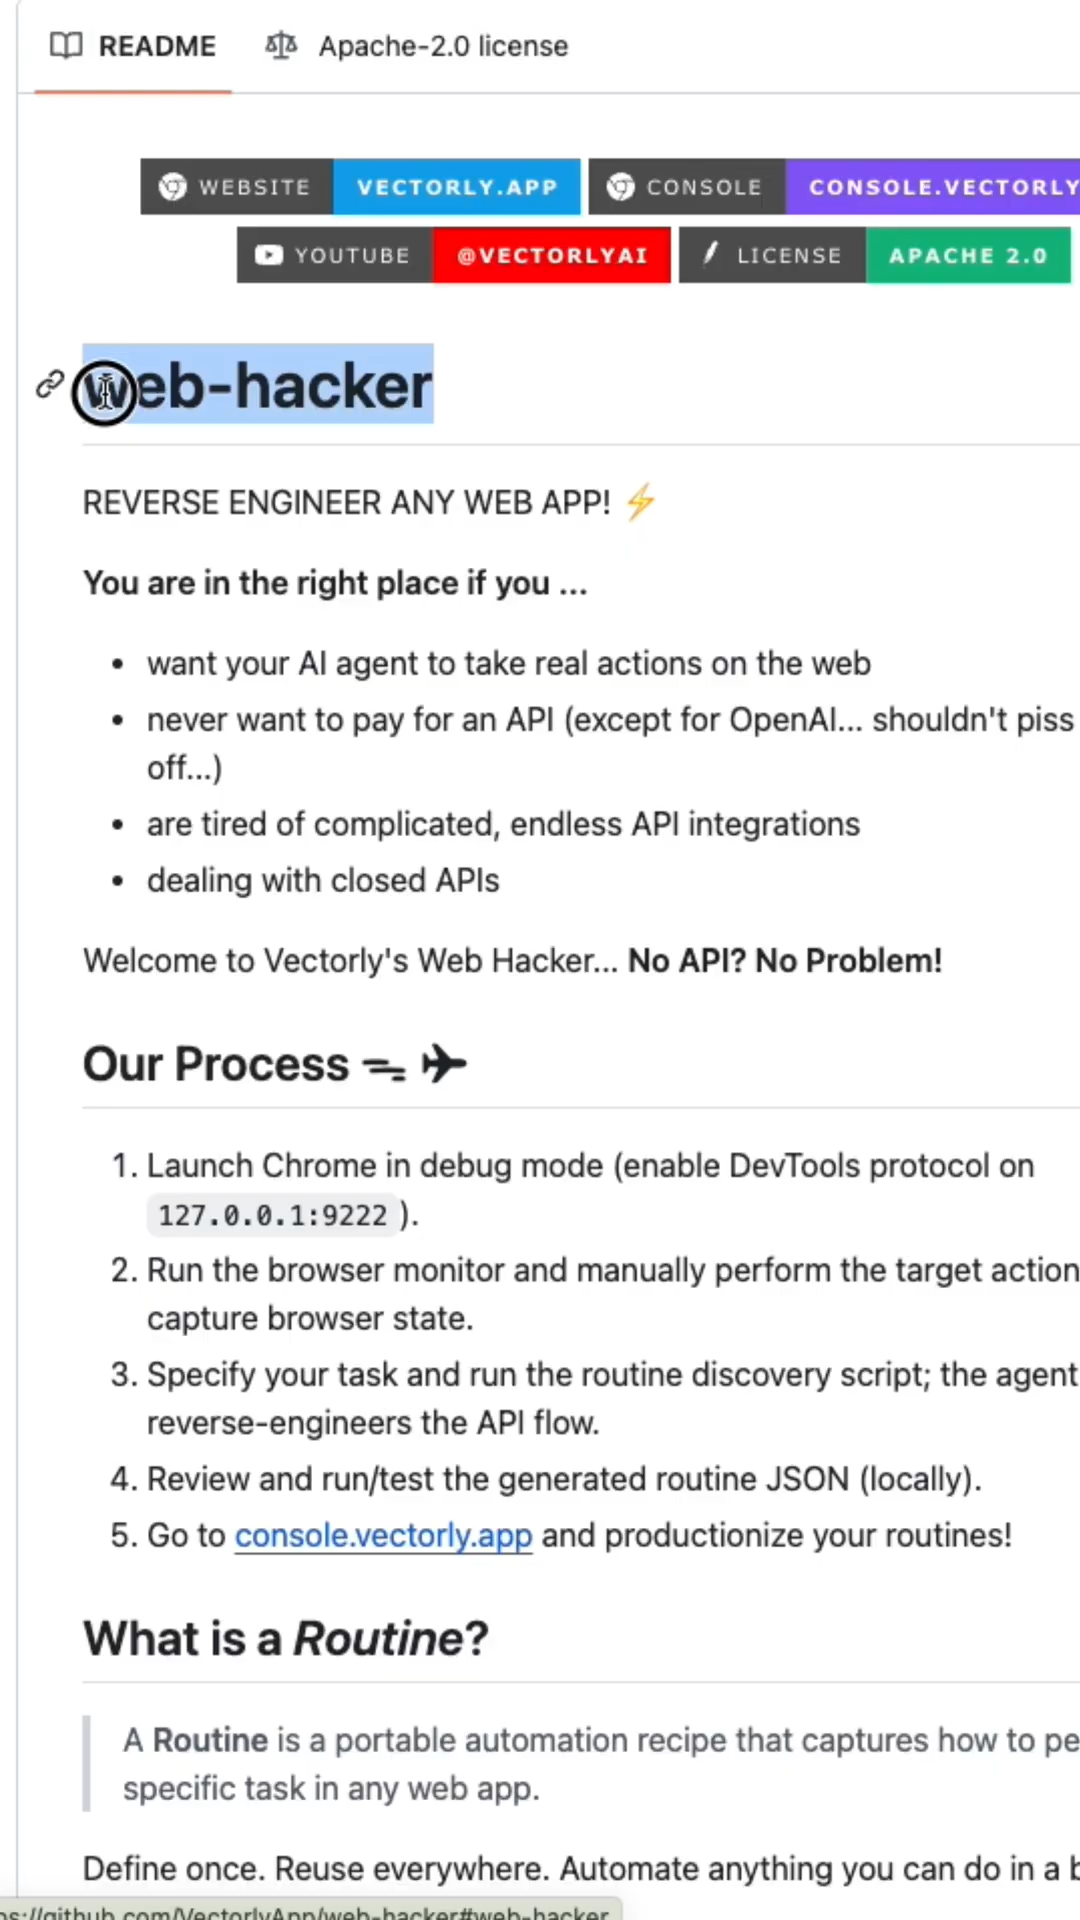 README Apache-2.0 license
WEBSITE VECTORLY.APP CONSOLE CONSOLE.VECTORLY
YOUTUBE @VECTORLYAI LICENSE APACHE 2.0
web-hacker
REVERSE ENGINEER ANY WEB APP! ⚡
You are in the right place if you ...
• want your AI agent to take real actions on the web
• never want to pay for an API (except for OpenAI... shouldn't piss
off...)
• are tired of complicated, endless API integrations
• dealing with closed APIs
Welcome to Vectorly's Web Hacker... No API? No Problem!
Our Process
1. Launch Chrome in debug mode (enable DevTools protocol on
127.0.0.1:9222 ).
2. Run the browser monitor and manually perform the target action
capture browser state.
3. Specify your task and run the routine discovery script; the agent
reverse-engineers the API flow.
4. Review and run/test the generated routine JSON (locally).
5. Go to console.vectorly.app and productionize your routines!
What is a Routine?
A Routine is a portable automation recipe that captures how to pe
specific task in any web app.
Define once. Reuse everywhere. Automate anything you can do in a b
ps://github.com/VectorlyApp/web-hacker#web-hacker